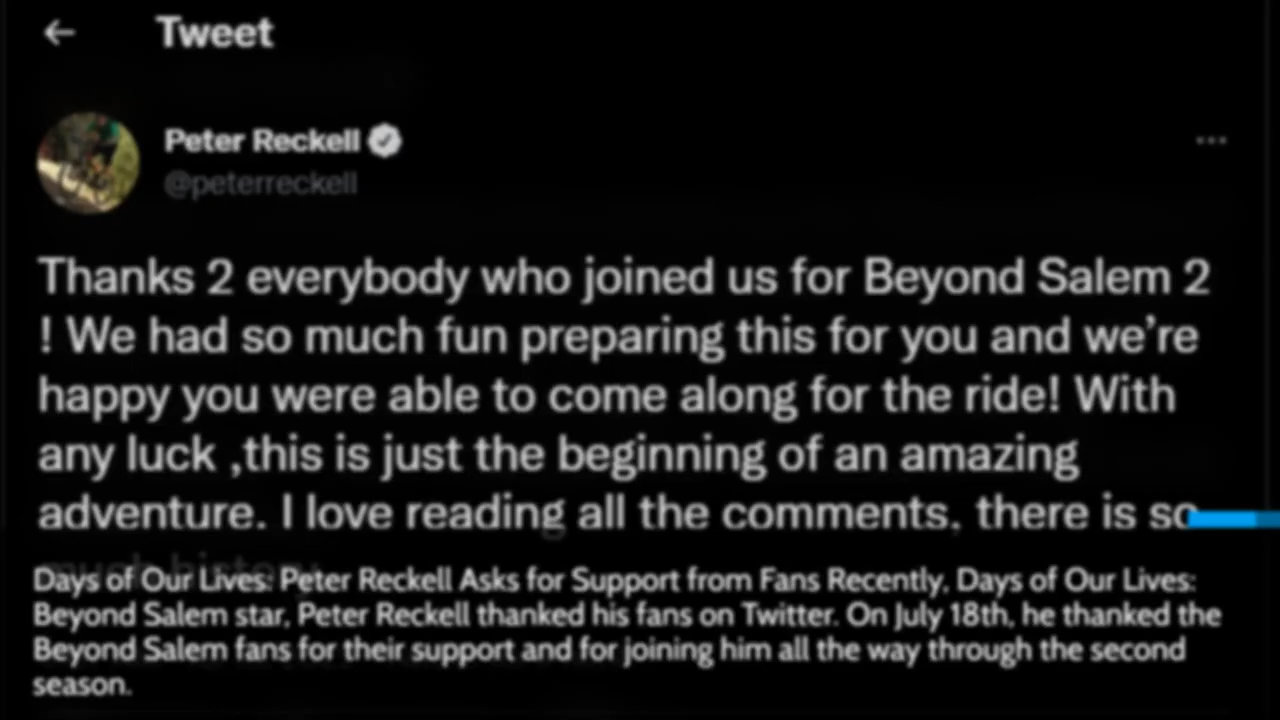 Tweet
Peter Reckell
@peterreckell
Thanks 2 everybody who joined us for Beyond Salem 2
! We had so much fun preparing this for you and we’re
happy you were able to come along for the ride! With
any luck ,this is just the beginning of an amazing
adventure. I love reading all the comments, there is so
much history
Days of Our Lives: Peter Reckell Asks for Support from Fans Recently, Days of Our Lives:
Beyond Salem star, Peter Reckell thanked his fans on Twitter. On July 18th, he thanked the
Beyond Salem fans for their support and for joining him all the way through the second
season.